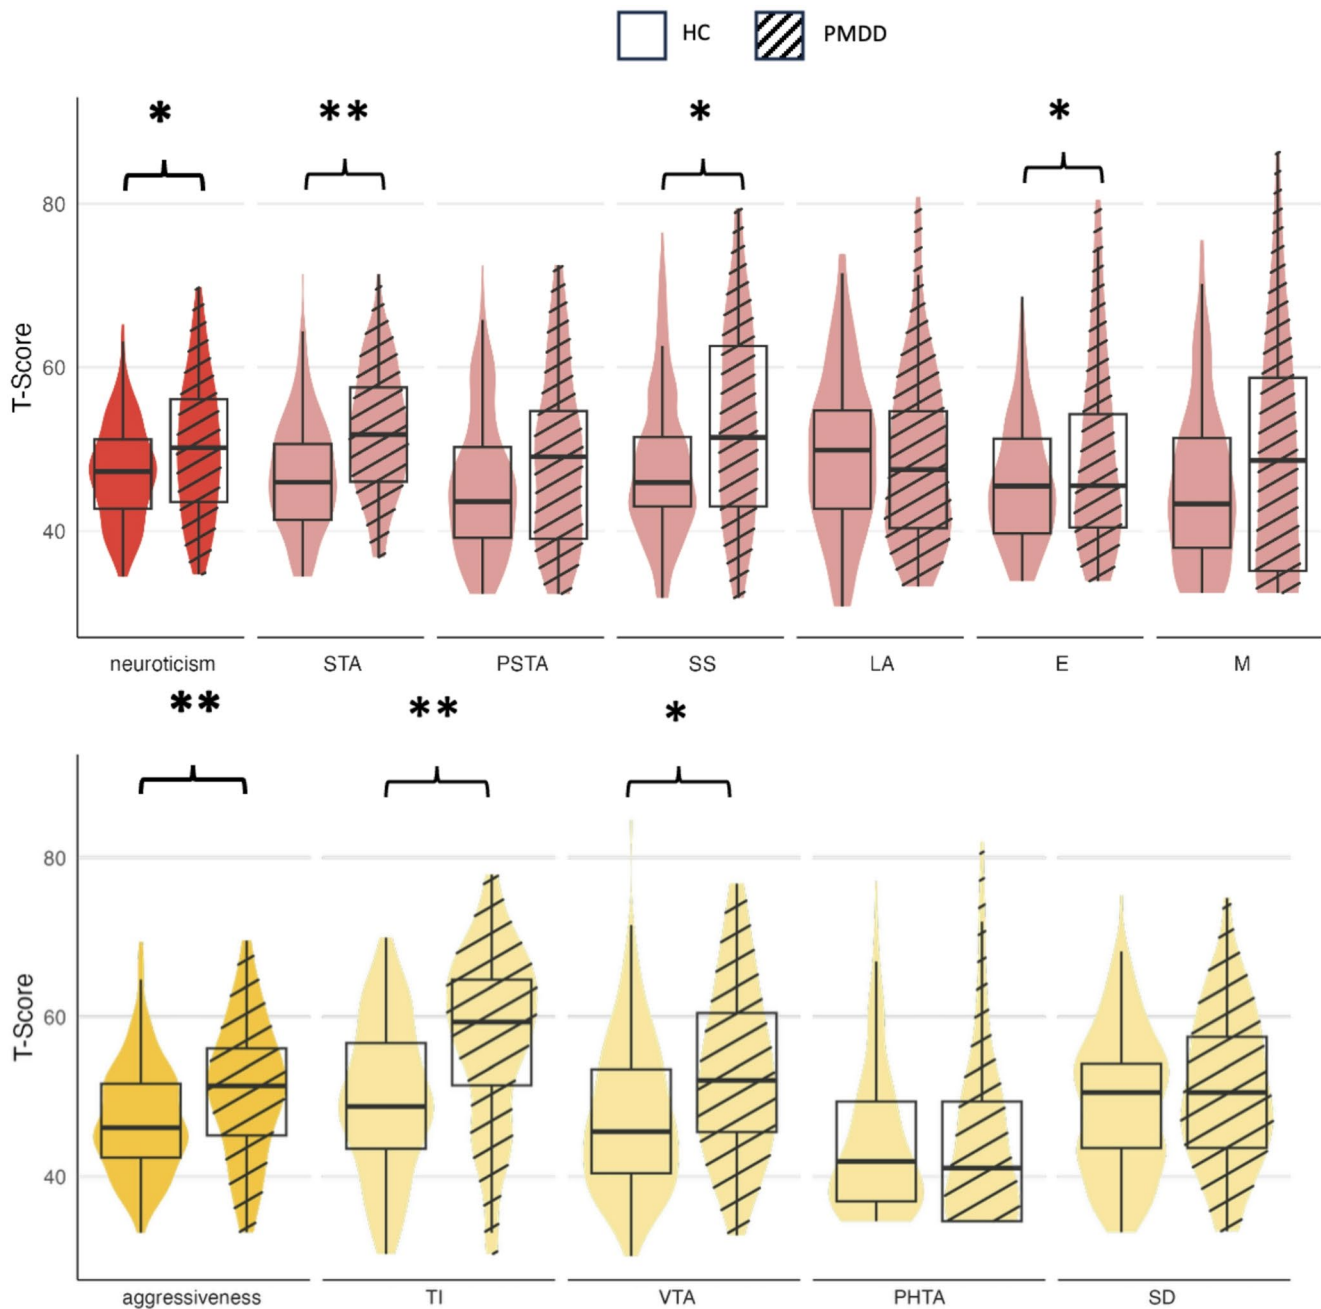 HC PMDD
* ** * *
80
60
40
T-Score
neuroticism STA PSTA SS LA E M
** ** *
80
60
40
T-Score
aggressiveness TI VTA PHTA SD